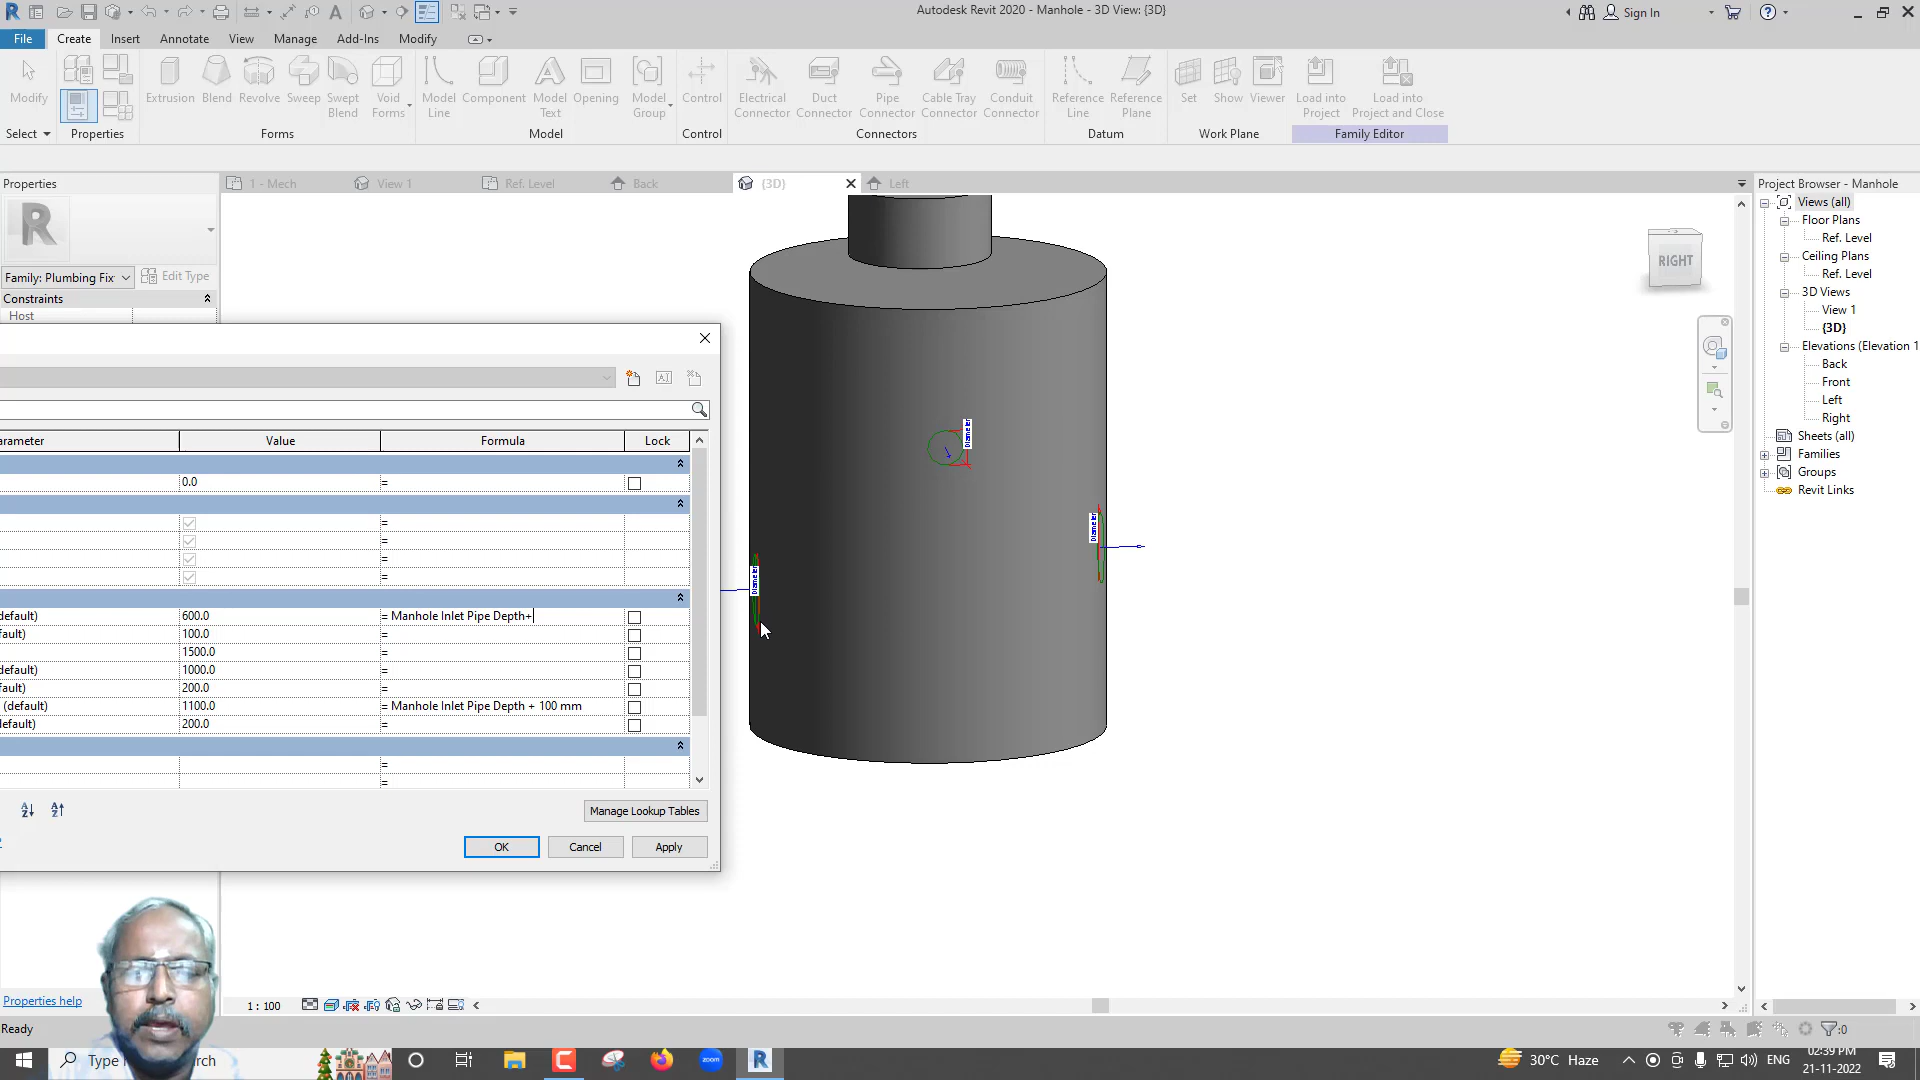 Autodesk Revit 2020 - Manhole - 3D View: {3D}
Sign In
File
Create
Insert
Annotate
View
Manage
Add-Ins
Modify
Modify
Extrusion
Blend
Revolve
Sweep
Swept
Blend
Void
Forms
Model
Line
Component
Model
Text
Opening
Model
Group
Control
Electrical
Connector
Duct
Connector
Pipe
Connector
Cable Tray
Connector
Conduit
Connector
Reference
Line
Reference
Plane
Set
Show
Viewer
Load into
Project
Load into
Project and Close
Select
Properties
Forms
Model
Control
Connectors
Datum
Work Plane
Family Editor
Properties
1 - Mech
View 1
Ref. Level
Back
{3D}
Left
Project Browser - Manhole
Family: Plumbing Fix
Edit Type
Constraints
Host
Views (all)
Floor Plans
Ref. Level
Ceiling Plans
Ref. Level
3D Views
View 1
{3D}
Elevations (Elevation 1
Back
Front
Left
Right
Sheets (all)
Families
Groups
Revit Links
RIGHT
Diameter
Diameter
Diameter
arameter
Value
Formula
Lock
0.0 =
=
=
=
=
default) 600.0 = Manhole Inlet Pipe Depth+
fault) 100.0 =
1500.0 =
default) 1000.0 =
fault) 200.0 =
(default) 1100.0 = Manhole Inlet Pipe Depth + 100 mm
default) 200.0 =
=
=
Manage Lookup Tables
OK
Cancel
Apply
Properties help
1 : 100
Ready
:0
Type
rch
zoom
30°C Haze
ENG
02:39 PM
21-11-2022